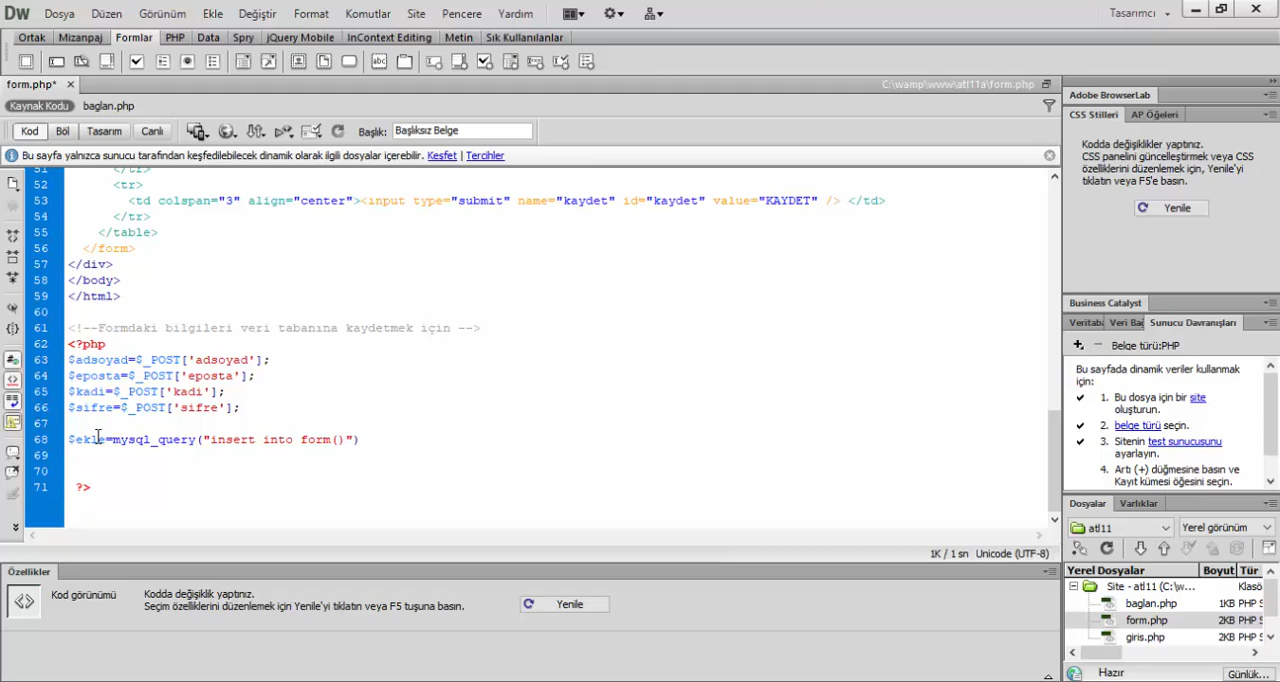 Dw Dosya Düzen Görünüm Ekle Değiştir Format Komutlar Site Pencere Yardım Tasarımcı
Ortak Mizanpaj Formlar PHP Data Spry jQuery Mobile InContext Editing Metin Sık Kullanılanlar
form.php* C:\wamp\www\atl11a\form.php
Kaynak Kodu baglan.php
Kod Böl Tasarım Canlı Başlık: Başlıksız Belge
Bu sayfa yalnızca sunucu tarafından keşfedilebilecek dinamik olarak ilgili dosyalar içerebilir. Keşfet | Tercihler
51 </tr>
52 <tr>
53 <td colspan="3" align="center"><input type="submit" name="kaydet" id="kaydet" value="KAYDET" /> </td>
54 </tr>
55 </table>
56 </form>
57 </div>
58 </body>
59 </html>
60
61 <!--Formdaki bilgileri veri tabanına kaydetmek için -->
62 <?php
63 $adsoyad=$_POST['adsoyad'];
64 $eposta=$_POST['eposta'];
65 $kadi=$_POST['kadi'];
66 $sifre=$_POST['sifre'];
67
68 $ekle=mysql_query("insert into form()")
69
70
71 ?>
1K / 1 sn Unicode (UTF-8)
Özellikler
Kod görünümü
Kodda değişiklik yaptınız.
Seçim özelliklerini düzenlemek için Yenile'yi tıklatın veya F5 tuşuna basın.
Yenile
Adobe BrowserLab
CSS Stilleri AP Öğeleri
Kodda değişiklikler yaptınız.
CSS panelini güncelleştirmek veya CSS
özelliklerini düzenlemek için, Yenile'yi
tıklatın veya F5'e basın.
Yenile
Business Catalyst
Veritaba Veri Bağ Sunucu Davranışları
Belge türü:PHP
Bu sayfada dinamik veriler kullanmak
için:
1. Bu dosya için bir site
oluşturun.
2. belge türü seçin.
3. Sitenin test sunucusunu
ayarlayın.
4. Artı (+) düğmesine basın ve
Kayıt kümesi öğesini seçin.
Dosyalar Varlıklar
atl11 Yerel görünüm
Yerel Dosyalar Boyut Tür
Site - atl11 (C:\w... Klasö
baglan.php 1KB PHP S
form.php 2KB PHP S
giris.php 2KB PHP S
Hazır Günlük...